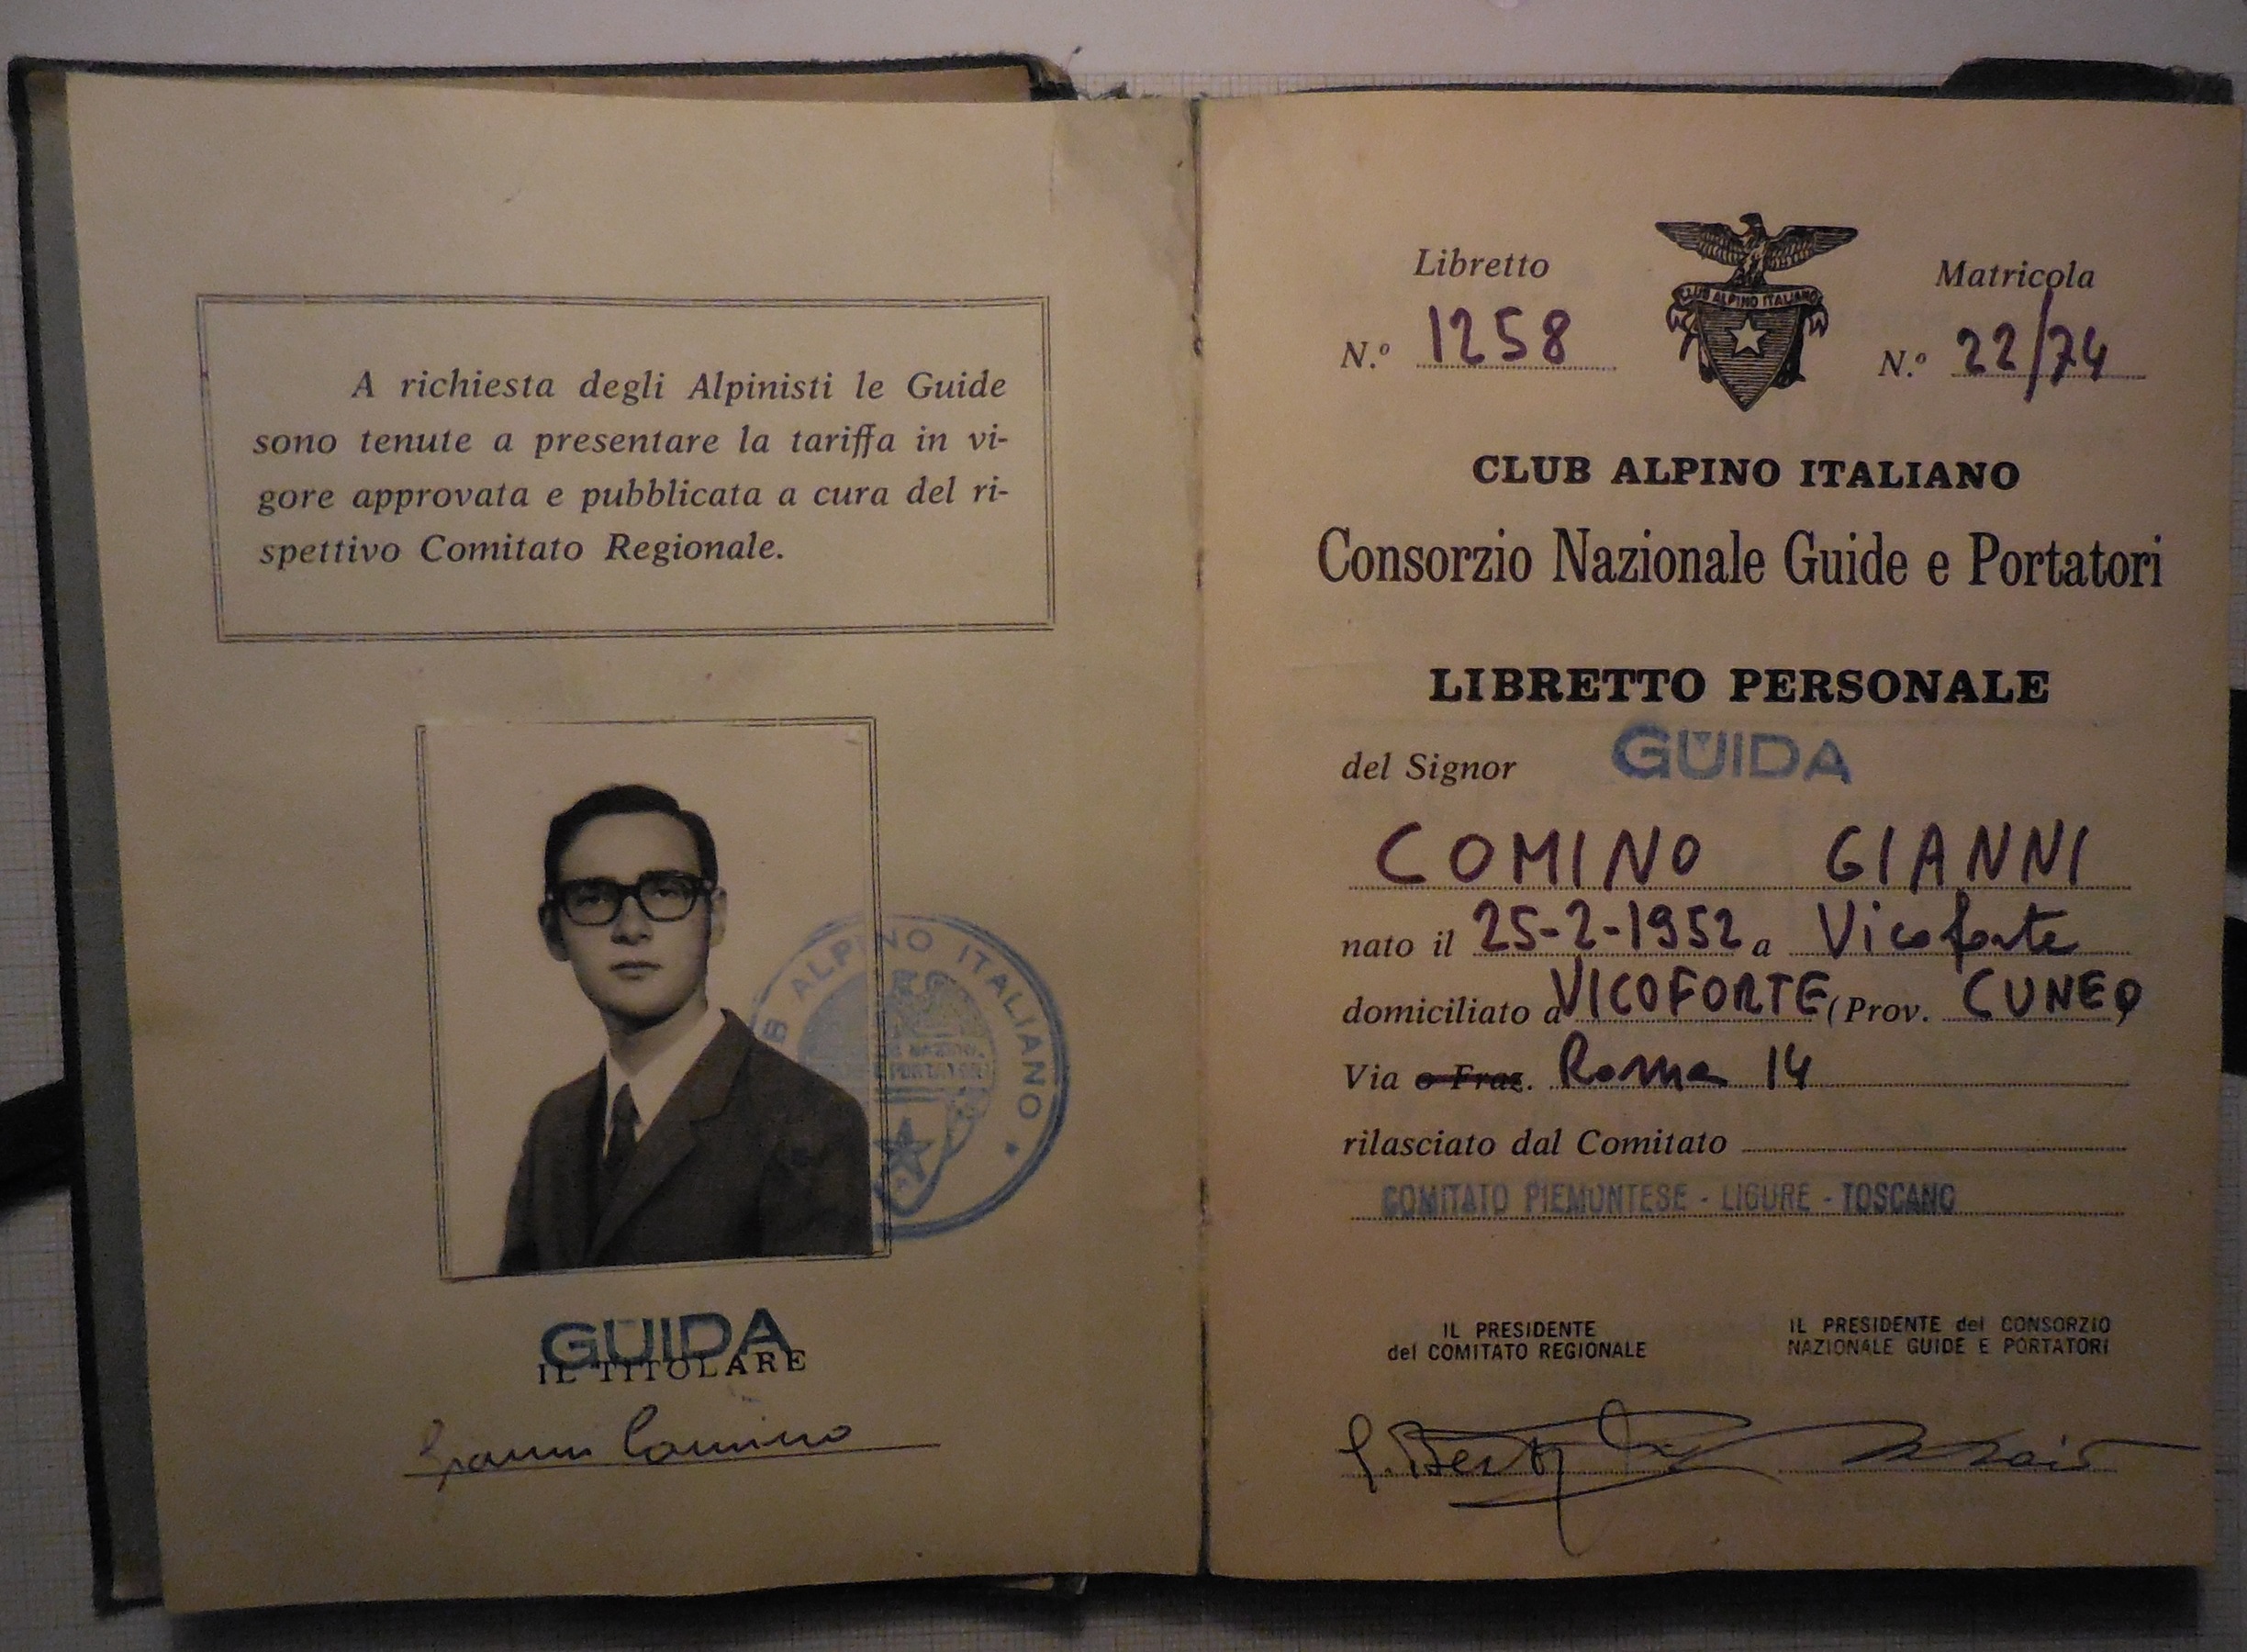 A richiesta degli Alpinisti le Guide
sono tenute a presentare la tariffa in vi-
gore approvata e pubblicata a cura del ri-
spettivo Comitato Regionale.
B ALPINO ITALIANO
GUIDA
IL TITOLARE
Gianni Comino
Libretto
N.º 1258
CLUB ALPINO ITALIANO
Matricola
N.º 22/74
CLUB ALPINO ITALIANO
Consorzio Nazionale Guide e Portatori
LIBRETTO PERSONALE
del Signor GUIDA
COMINO GIANNI
nato il 25-2-1952 a Vicoforte
domiciliato a VICOFORTE (Prov. CUNEO
Via o Fraz. Roma 14
rilasciato dal Comitato
COMITATO PIEMONTESE - LIGURE - TOSCANO
IL PRESIDENTE
del COMITATO REGIONALE
IL PRESIDENTE del CONSORZIO
NAZIONALE GUIDE E PORTATORI